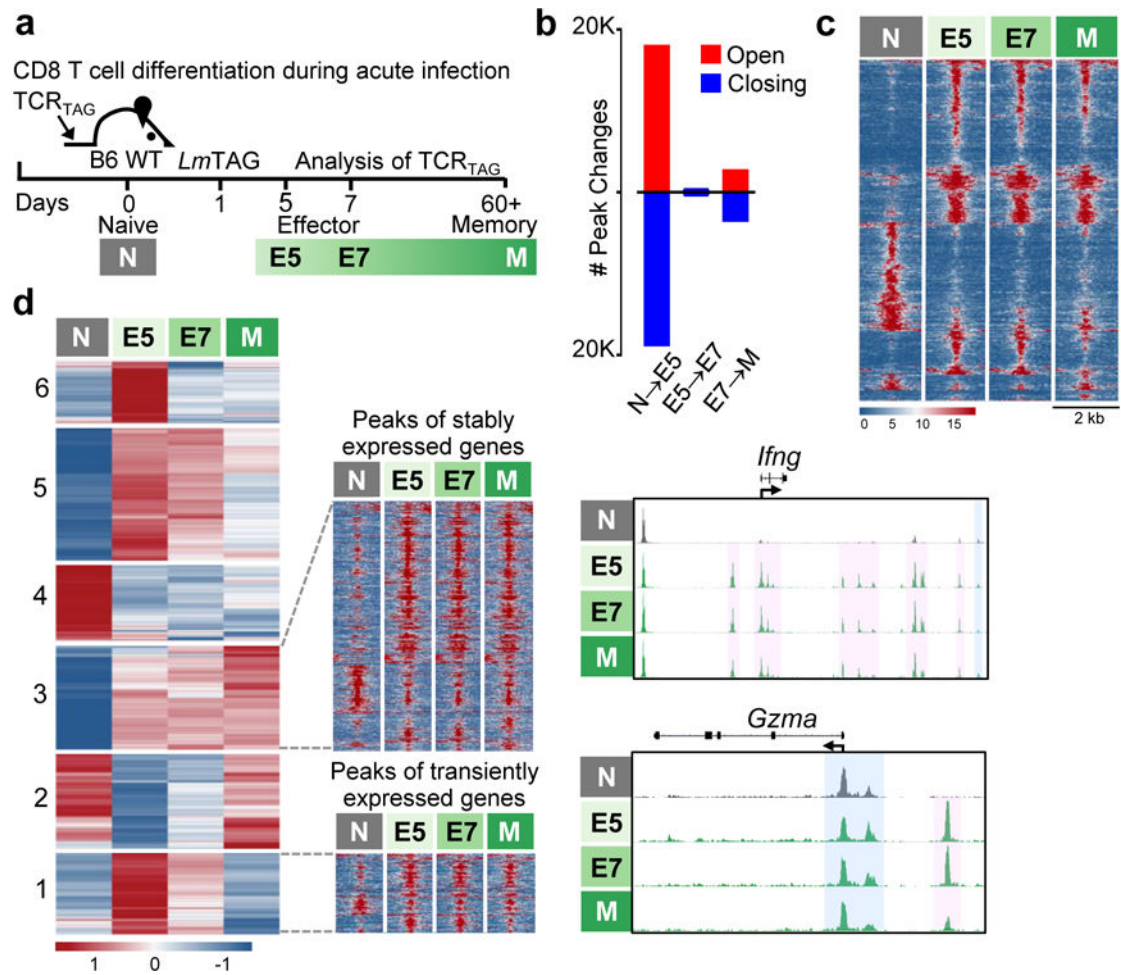 a
CD8 T cell differentiation during acute infection
TCRTAG
B6 WT
LmTAG
Analysis of TCRTAG
Days
0
1
5
7
60+
Naive
Effector
Memory
N
E5
E7
M
b
20K
Open
Closing
# Peak Changes
20K
N→E5
E5→E7
E7→M
c
N
E5
E7
M
0 5 10 15
2 kb
d
N
E5
E7
M
6
5
4
3
2
1
1 0 -1
Peaks of stably
expressed genes
N
E5
E7
M
Peaks of transiently
expressed genes
N
E5
E7
M
Ifng
N
E5
E7
M
Gzma
N
E5
E7
M